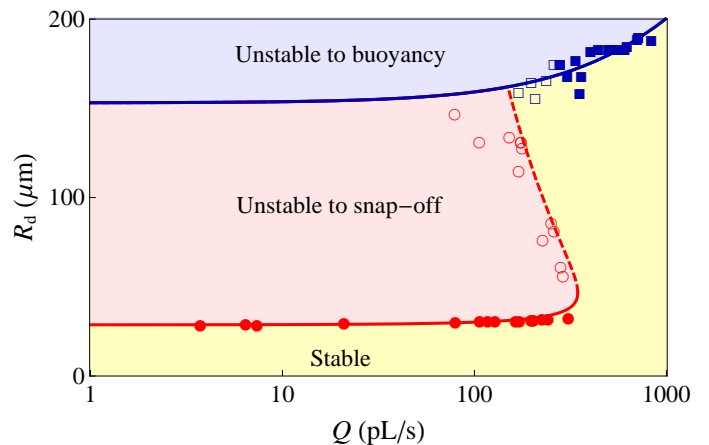 200
Unstable to buoyancy
R_d (μm)
100
Unstable to snap−off
Stable
0
1 10 100 1000
Q (pL/s)